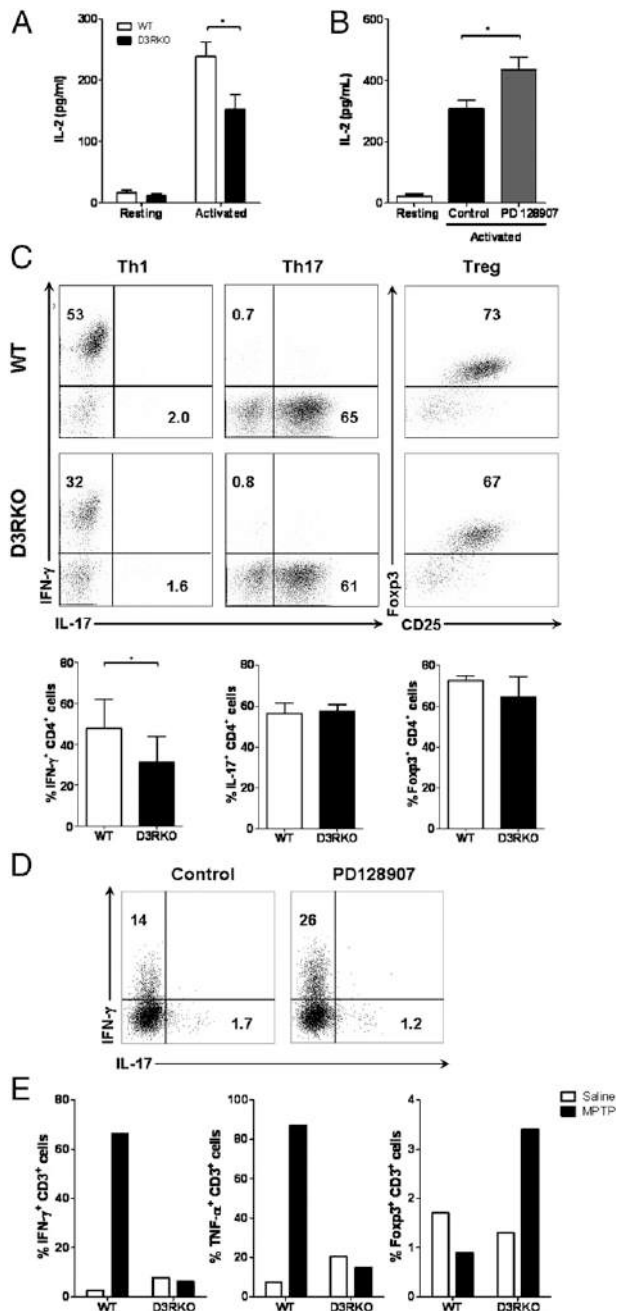 A
WT
D3RKO
*
IL-2 (pg/ml)
300
200
100
0
Resting Activated
B
*
IL-2 (pg/mL)
600
400
200
0
Resting Control PD 128907
Activated
C
Th1 Th17 Treg
WT
53
2.0
0.7
65
73
D3RKO
32
1.6
0.8
61
67
IFN-γ
IL-17
Foxp3
CD25
*
% IFN-γ+ CD4+ cells
80
60
40
20
0
WT D3RKO
% IL-17+ CD4+ cells
80
60
40
20
0
WT D3RKO
% Foxp3+ CD4+ cells
80
60
40
20
0
WT D3RKO
D
Control PD128907
14
1.7
26
1.2
IFN-γ
IL-17
E
Saline
MPTP
% IFN-γ+ CD3+ cells
80
60
40
20
0
WT D3RKO
% TNF-α+ CD3+ cells
100
80
60
40
20
0
WT D3RKO
% Foxp3+ CD3+ cells
4
3
2
1
0
WT D3RKO